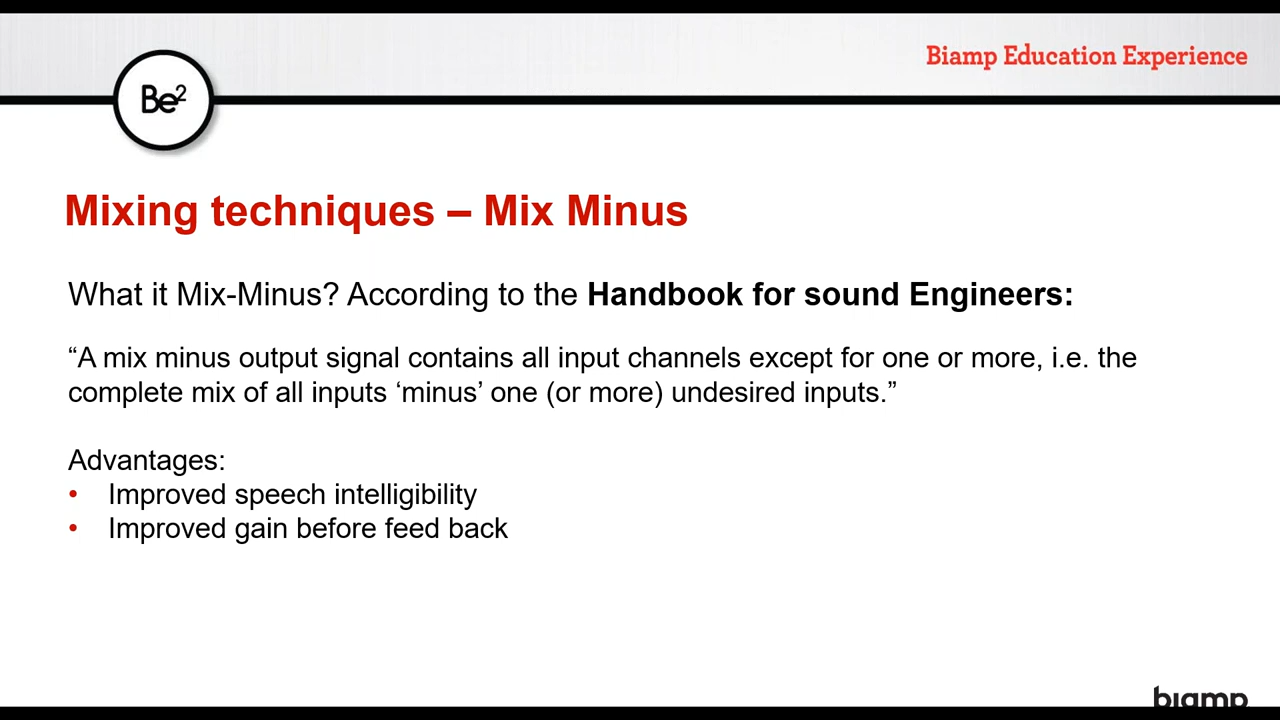 Biamp Education Experience
Be²
Mixing techniques – Mix Minus
What it Mix-Minus? According to the Handbook for sound Engineers:
“A mix minus output signal contains all input channels except for one or more, i.e. the
complete mix of all inputs ‘minus’ one (or more) undesired inputs.”
Advantages:
• Improved speech intelligibility
• Improved gain before feed back
biamp